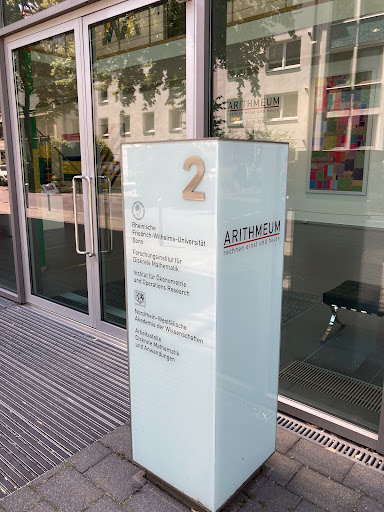 ARITHMEUM
2
Rheinische
Friedrich-Wilhelms-Universität
Bonn
Forschungsinstitut für
Diskrete Mathematik
Institut für Ökonometrie
und Operations Research
Nordrhein-Westfälische
Akademie der Wissenschaften
Arbeitsstelle
Diskrete Mathematik
und Anwendungen
ARITHMEUM
rechnen einst und heute